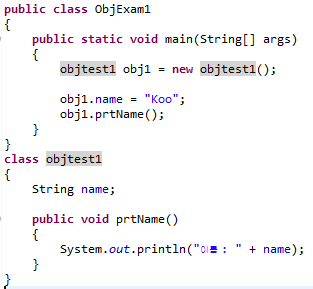 public class ObjExam1
{
    public static void main(String[] args)
    {
        objtest1 obj1 = new objtest1();
        obj1.name = "Koo";
        obj1.prtName();
    }
}
class objtest1
{
    String name;
    public void prtName()
    {
        System.out.println("이름 : " + name);
    }
}